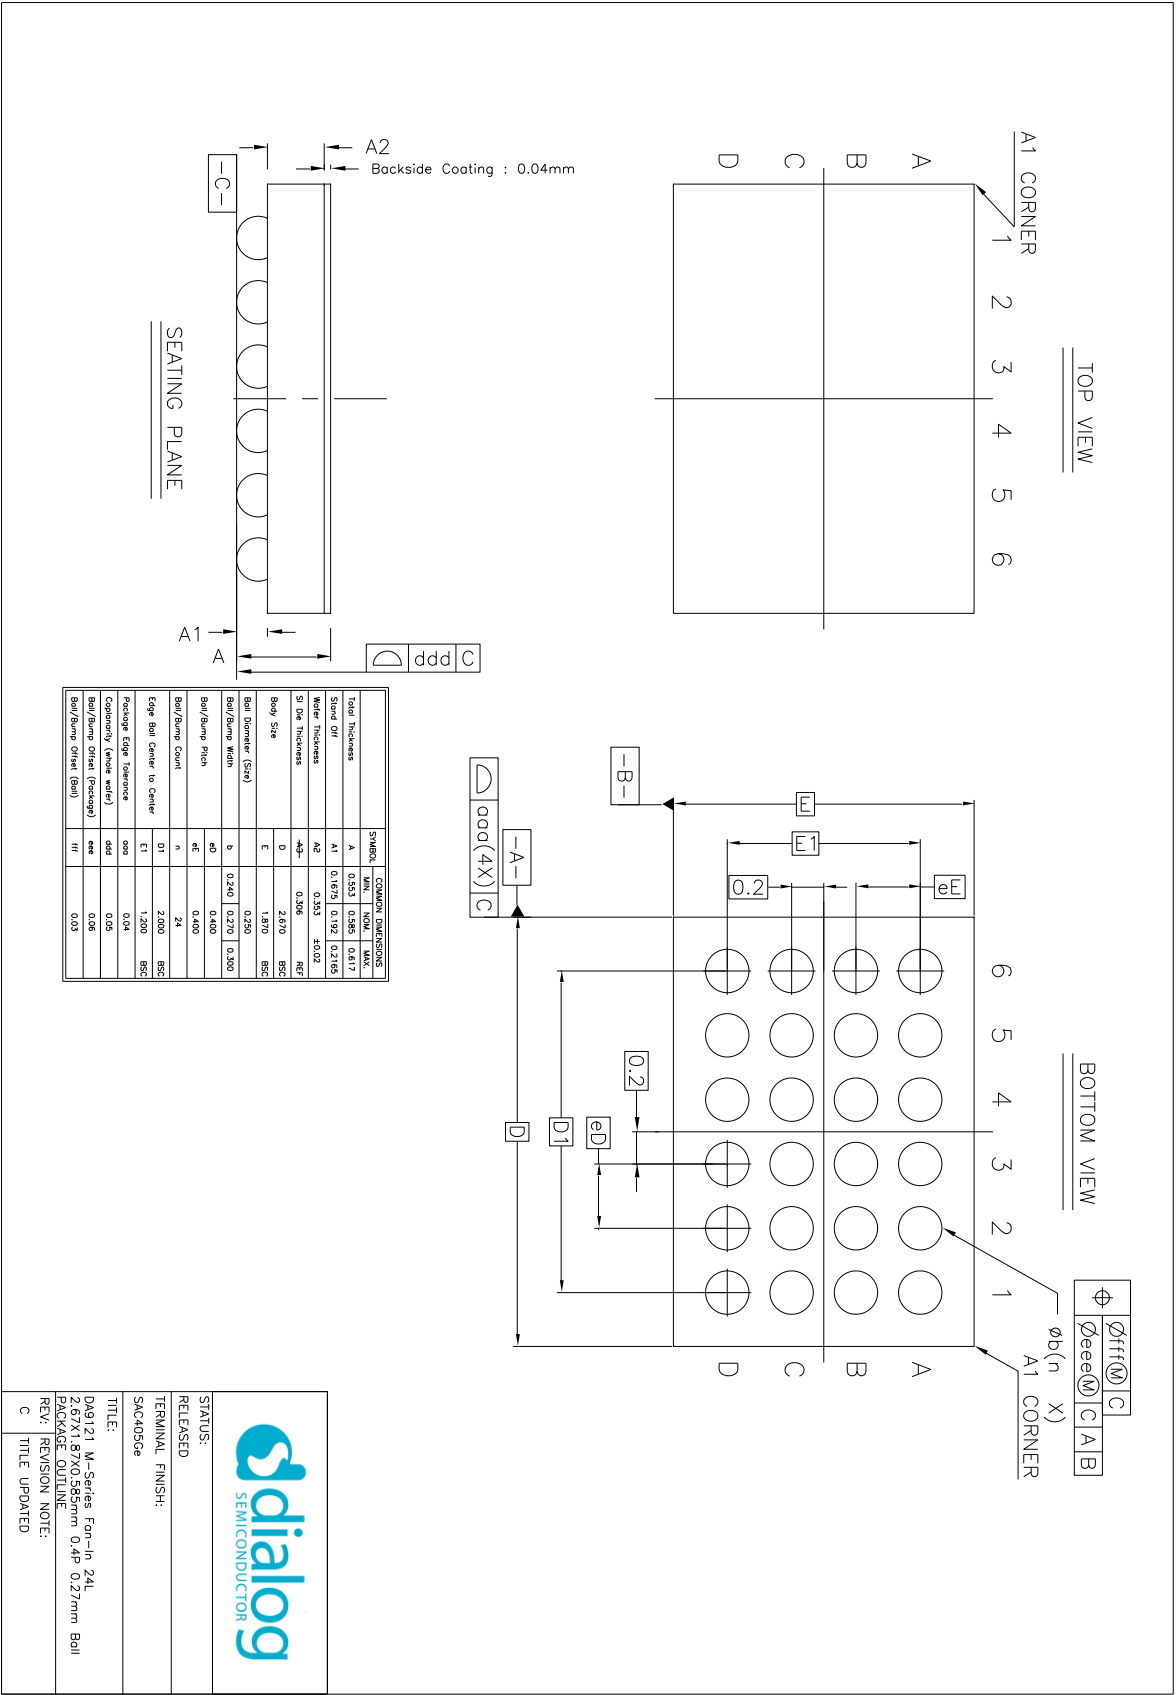 TOP VIEW
A1 CORNER
1 2 3 4 5 6
A
B
C
D
BOTTOM VIEW
6 5 4 3 2 1
A
B
C
D
A1 CORNER
Øb(n X)
⌖ Øfff Ⓜ C
Øeee Ⓜ C A B
eE
E1
E
0.2
-B-
0.2
eD
D1
D
-A-
⌓ aaa(4X) C
A2
Backside Coating : 0.04mm
-C-
SEATING PLANE
A1
A
⌓ ddd C
SYMBOL COMMON DIMENSIONS
MIN. NOM. MAX.
Total Thickness A 0.553 0.585 0.617
Stand Off A1 0.1675 0.192 0.2165
Wafer Thickness A2 0.353 ±0.02
Si Die Thickness A3 0.306 REF
Body Size D 2.670 BSC
E 1.870 BSC
Ball Diameter (Size) 0.250
Ball/Bump Width b 0.240 0.270 0.300
Ball/Bump Pitch eD 0.400
eE 0.400
Ball/Bump Count n 24
Edge Ball Center to Center D1 2.000 BSC
E1 1.200 BSC
Package Edge Tolerance aaa 0.04
Coplanarity (whole wafer) ddd 0.05
Ball/Bump Offset (Package) eee 0.06
Ball/Bump Offset (Ball) fff 0.03
dialog
SEMICONDUCTOR
STATUS:
RELEASED
TERMINAL FINISH:
SAC405Ge
TITLE:
DA9121 M-Series Fan-In 24L
2.67X1.87X0.585mm 0.4P 0.27mm Ball
PACKAGE OUTLINE
REV: REVISION NOTE:
C TITLE UPDATED